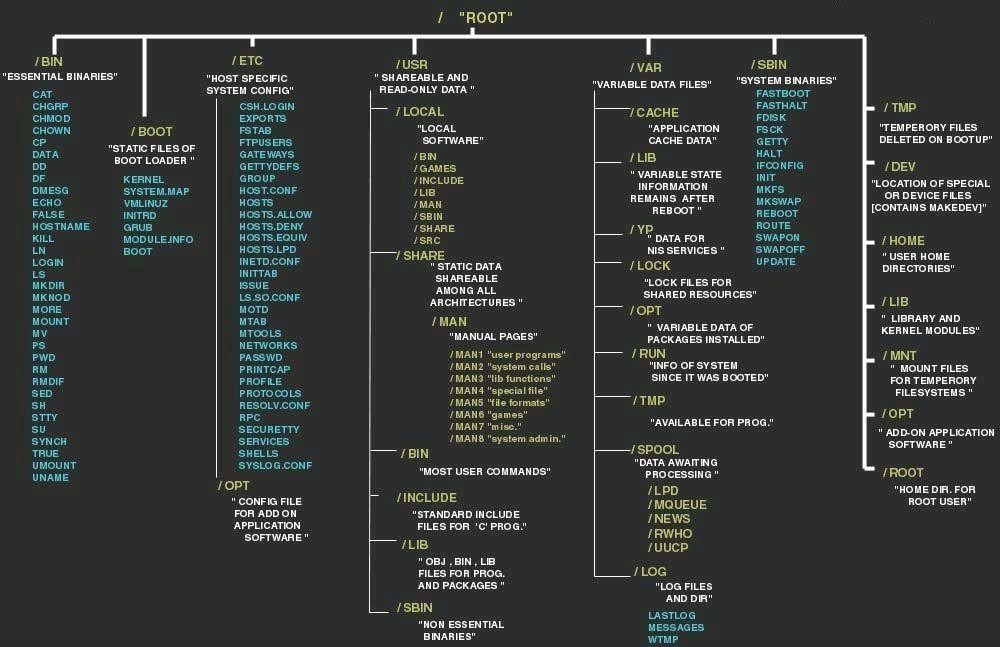 / "ROOT"
/BIN
"ESSENTIAL BINARIES"
CAT
CHGRP
CHMOD
CHOWN
CP
DATA
DD
DF
DMESG
ECHO
FALSE
HOSTNAME
KILL
LN
LOGIN
LS
MKDIR
MKNOD
MORE
MOUNT
MV
PS
PWD
RM
RMDIF
SED
SH
STTY
SU
SYNCH
TRUE
UMOUNT
UNAME
/BOOT
"STATIC FILES OF
BOOT LOADER "
KERNEL
SYSTEM.MAP
VMLINUZ
INITRD
GRUB
MODULE.INFO
BOOT
/ETC
"HOST SPECIFIC
SYSTEM CONFIG"
CSH.LOGIN
EXPORTS
FSTAB
FTPUSERS
GATEWAYS
GETTYDEFS
GROUP
HOST.CONF
HOSTS
HOSTS.ALLOW
HOSTS.DENY
HOSTS.EQUIV
HOSTS.LPD
INETD.CONF
INITTAB
ISSUE
LS.SO.CONF
MOTD
MTAB
MTOOLS
NETWORKS
PASSWD
PRINTCAP
PROFILE
PROTOCOLS
RESOLV.CONF
RPC
SECURETTY
SERVICES
SHELLS
SYSLOG.CONF
/OPT
" CONFIG FILE
FOR ADD ON
APPLICATION
SOFTWARE "
/USR
" SHAREABLE AND
READ-ONLY DATA "
/LOCAL
"LOCAL
SOFTWARE"
/BIN
/GAMES
/INCLUDE
/LIB
/MAN
/SBIN
/SHARE
/SRC
/SHARE
" STATIC DATA
SHAREABLE
AMONG ALL
ARCHITECTURES "
/MAN
"MANUAL PAGES"
/MAN1 "user programs"
/MAN2 "system calls"
/MAN3 "lib functions"
/MAN4 "special file"
/MAN5 "file formats"
/MAN6 "games"
/MAN7 "misc."
/MAN8 "system admin."
/BIN
"MOST USER COMMANDS"
/INCLUDE
"STANDARD INCLUDE
FILES FOR 'C' PROG."
/LIB
" OBJ , BIN , LIB
FILES FOR PROG.
AND PACKAGES "
/SBIN
"NON ESSENTIAL
BINARIES"
/VAR
"VARIABLE DATA FILES"
/CACHE
"APPLICATION
CACHE DATA"
/LIB
" VARIABLE STATE
INFORMATION
REMAINS AFTER
REBOOT "
/YP
" DATA FOR
NIS SERVICES "
/LOCK
"LOCK FILES FOR
SHARED RESOURCES"
/OPT
" VARIABLE DATA OF
PACKAGES INSTALLED"
/RUN
"INFO OF SYSTEM
SINCE IT WAS BOOTED"
/TMP
"AVAILABLE FOR PROG."
/SPOOL
"DATA AWAITING
PROCESSING "
/LPD
/MQUEUE
/NEWS
/RWHO
/UUCP
/LOG
"LOG FILES
AND DIR"
LASTLOG
MESSAGES
WTMP
/SBIN
"SYSTEM BINARIES"
FASTBOOT
FASTHALT
FDISK
FSCK
GETTY
HALT
IFCONFIG
INIT
MKFS
MKSWAP
REBOOT
ROUTE
SWAPON
SWAPOFF
UPDATE
/TMP
"TEMPERORY FILES
DELETED ON BOOTUP"
/DEV
"LOCATION OF SPECIAL
OR DEVICE FILES
[CONTAINS MAKEDEV]"
/HOME
" USER HOME
DIRECTORIES"
/LIB
" LIBRARY AND
KERNEL MODULES"
/MNT
" MOUNT FILES
FOR TEMPERORY
FILESYSTEMS "
/OPT
" ADD-ON APPLICATION
SOFTWARE "
/ROOT
"HOME DIR. FOR
ROOT USER"